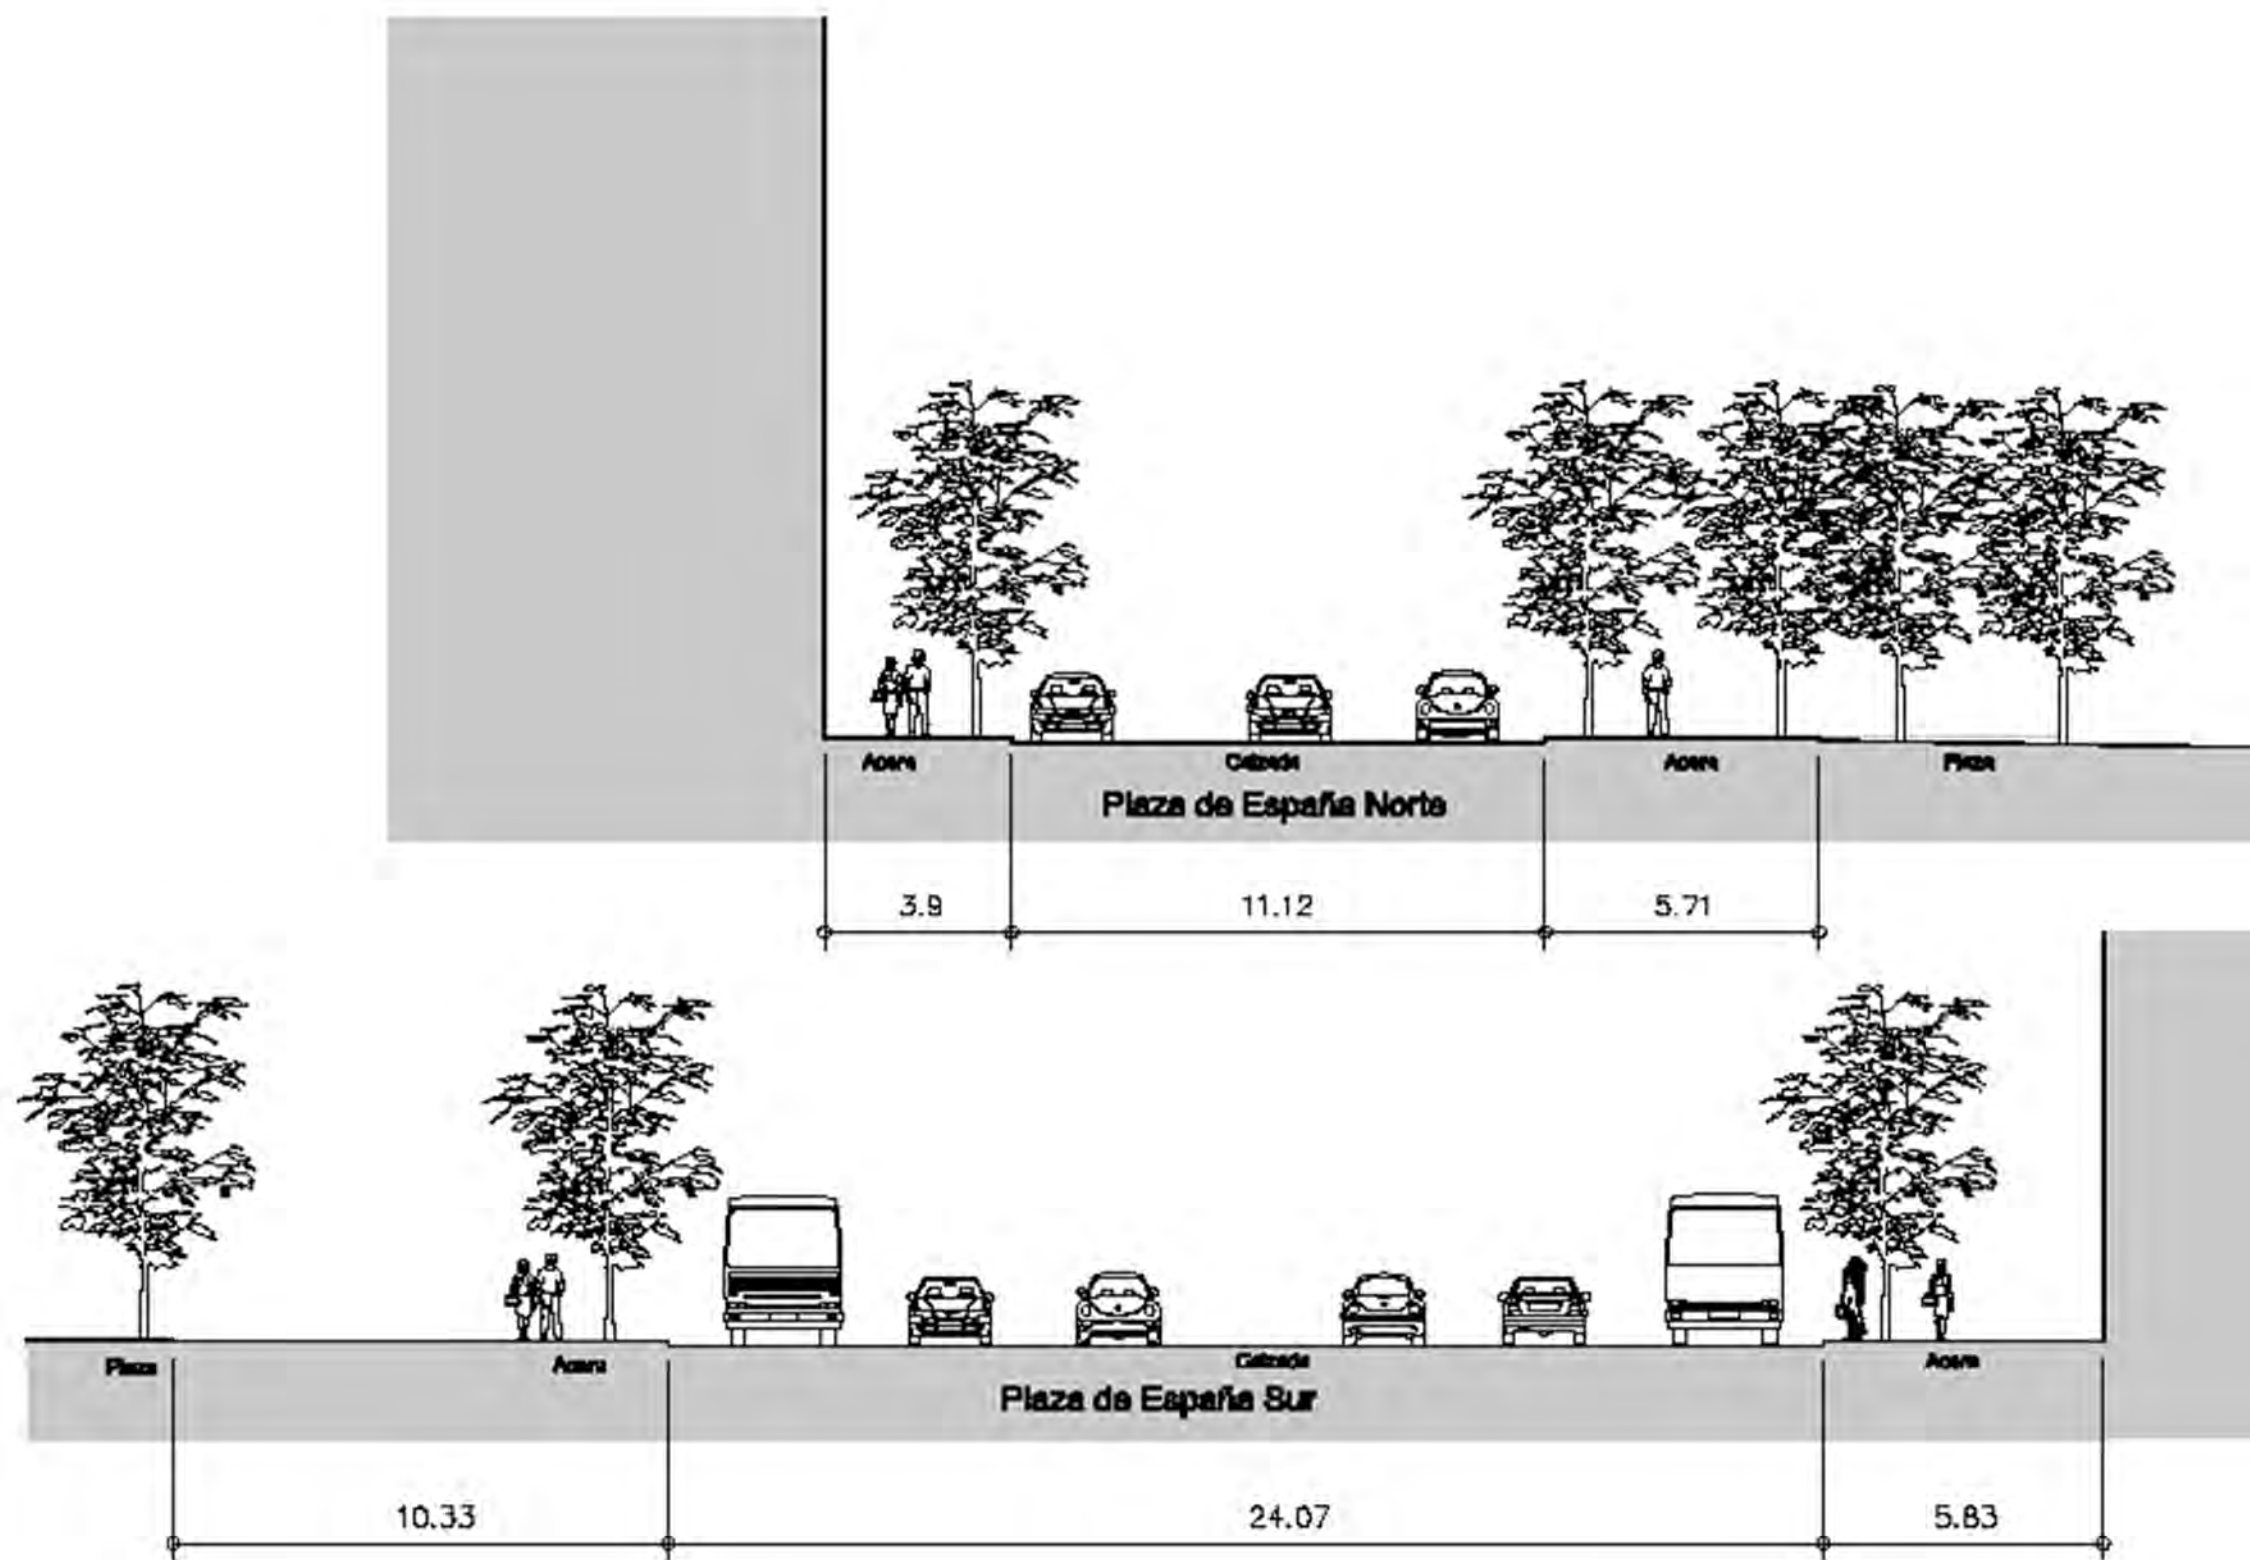 Acera Calzada Acera Plaza
Plaza de España Norte
3.9 11.12 5.71
Plaza Acera Calzada Acera
Plaza de España Sur
10.33 24.07 5.83